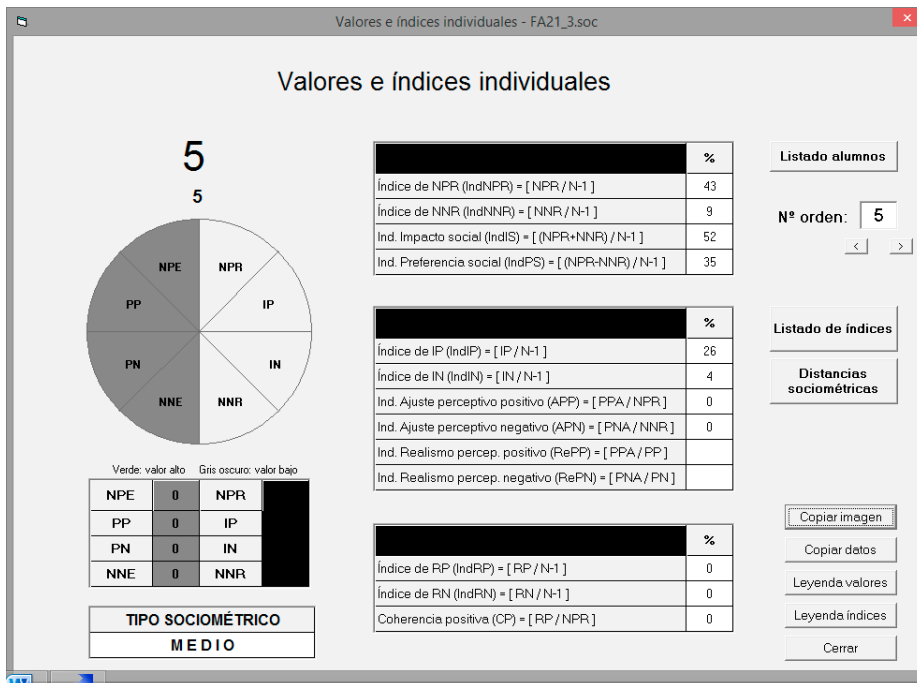 Valores e índices individuales - FA21_3.soc
Valores e índices individuales
5
5
NPE
NPR
PP
IP
PN
IN
NNE
NNR
Verde: valor alto Gris oscuro: valor bajo
NPE 0 NPR
PP 0 IP
PN 0 IN
NNE 0 NNR
TIPO SOCIOMÉTRICO
MEDIO
%
Índice de NPR (IndNPR) = [ NPR / N-1 ] 43
Índice de NNR (IndNNR) = [ NNR / N-1 ] 9
Ind. Impacto social (IndIS) = [ (NPR+NNR) / N-1 ] 52
Ind. Preferencia social (IndPS) = [ (NPR-NNR) / N-1 ] 35
%
Índice de IP (IndIP) = [ IP / N-1 ] 26
Índice de IN (IndIN) = [ IN / N-1 ] 4
Ind. Ajuste perceptivo positivo (APP) = [ PPA / NPR ] 0
Ind. Ajuste perceptivo negativo (APN) = [ PNA / NNR ] 0
Ind. Realismo percep. positivo (RePP) = [ PPA / PP ]
Ind. Realismo percep. negativo (RePN) = [ PNA / PN ]
%
Índice de RP (IndRP) = [ RP / N-1 ] 0
Índice de RN (IndRN) = [ RN / N-1 ] 0
Coherencia positiva (CP) = [ RP / NPR ] 0
Listado alumnos
Nº orden: 5
< >
Listado de índices
Distancias
sociométricas
Copiar imagen
Copiar datos
Leyenda valores
Leyenda índices
Cerrar